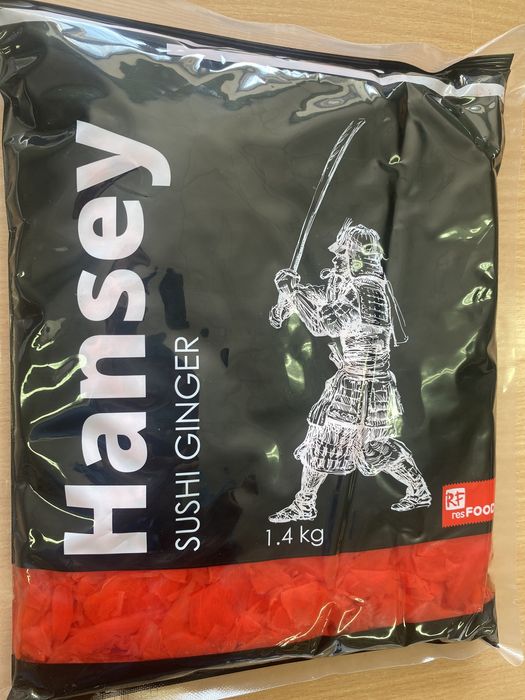 Hansey
SUSHI GINGER
1.4 kg
RF
resFOOD